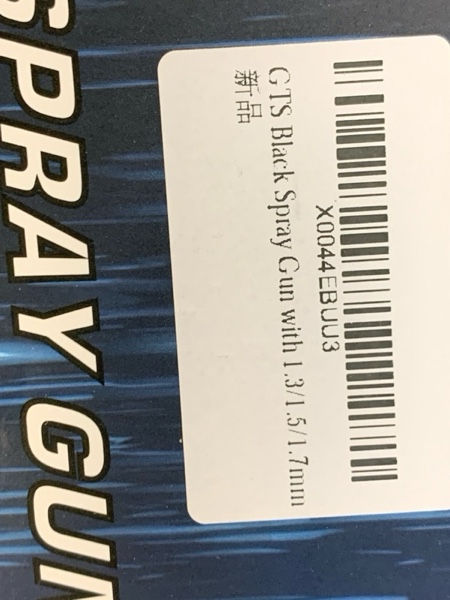 SPRAY GUN
X0044EBUU3
GTS Black Spray Gun with 1.3/1.5/1.7mm
新品